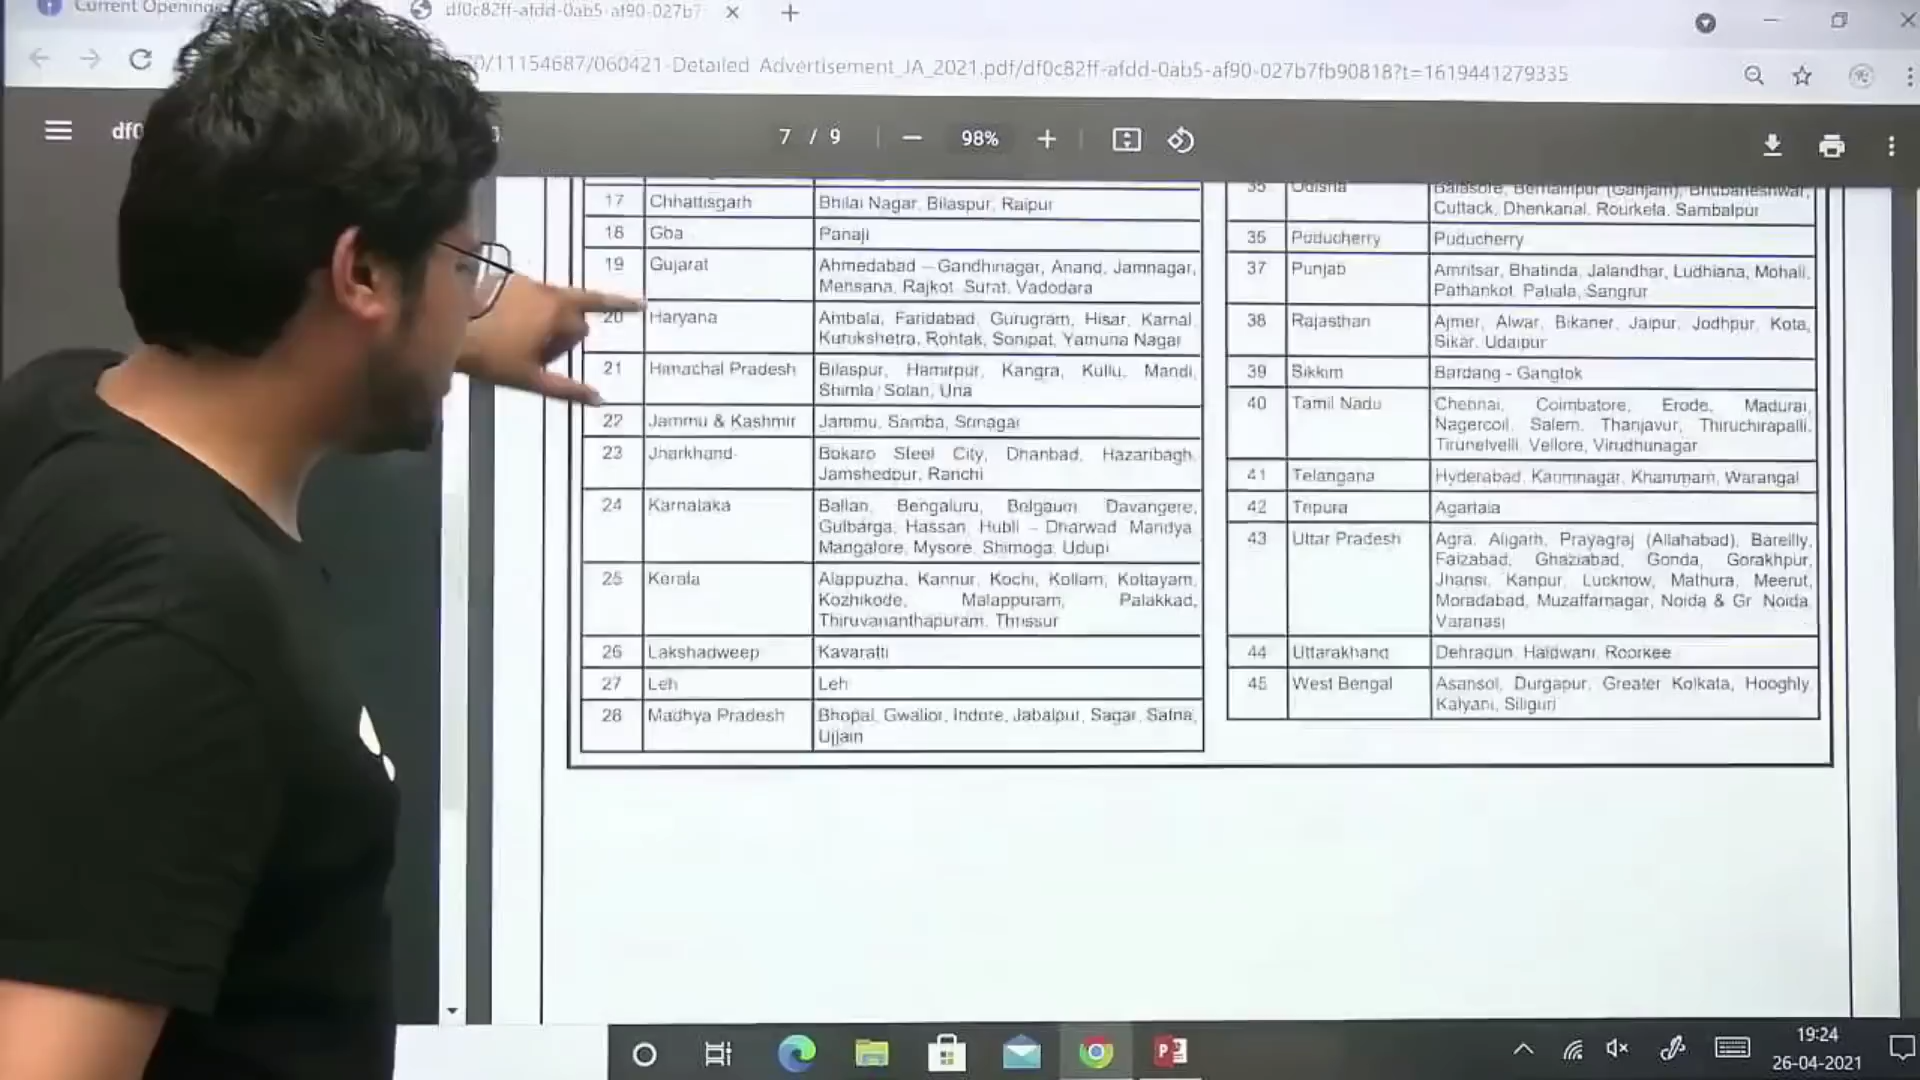 Current Openings
df0c82ff-afdd-0ab5-af90-027b7
/11154687/060421-Detailed Advertisement_JA_2021.pdf/df0c82ff-afdd-0ab5-af90-027b7fb90818?t=1619441279335
df0
7 / 9
98%
17 Chhattisgarh Bhilai Nagar, Bilaspur, Raipur
18 Goa Panaji
19 Gujarat Ahmedabad – Gandhinagar, Anand, Jamnagar,
Mehsana, Rajkot, Surat, Vadodara
20 Haryana Ambala, Faridabad, Gurugram, Hisar, Karnal,
Kurukshetra, Rohtak, Sonipat, Yamuna Nagar
21 Himachal Pradesh Bilaspur, Hamirpur, Kangra, Kullu, Mandi,
Shimla, Solan, Una
22 Jammu & Kashmir Jammu, Samba, Srinagar
23 Jharkhand Bokaro Steel City, Dhanbad, Hazaribagh,
Jamshedpur, Ranchi
24 Karnataka Bengaluru, Belgaum, Davangere,
Gulbarga, Hassan, Hubli – Dharwad, Mandya,
Mangalore, Mysore, Shimoga, Udupi
25 Kerala Alappuzha, Kannur, Kochi, Kollam, Kottayam,
Kozhikode, Malappuram, Palakkad,
Thiruvananthapuram, Thrissur
26 Lakshadweep Kavaratti
27 Leh Leh
28 Madhya Pradesh Bhopal, Gwalior, Indore, Jabalpur, Sagar, Satna,
Ujjain
35 Odisha Balasore, Berhampur (Ganjam), Bhubaneshwar,
Cuttack, Dhenkanal, Rourkela, Sambalpur
Puducherry Puducherry
37 Punjab Amritsar, Bhatinda, Jalandhar, Ludhiana, Mohali,
Pathankot, Patiala, Sangrur
38 Rajasthan Ajmer, Alwar, Bikaner, Jaipur, Jodhpur, Kota,
Sikar, Udaipur
39 Sikkim Bardang - Gangtok
40 Tamil Nadu Chennai, Coimbatore, Erode, Madurai,
Nagercoil, Salem, Thanjavur, Thiruchirapalli,
Tirunelvelli, Vellore, Virudhunagar
41 Telangana Hyderabad, Karimnagar, Khammam, Warangal
42 Tripura Agartala
43 Uttar Pradesh Agra, Aligarh, Prayagraj (Allahabad), Bareilly,
Faizabad, Ghaziabad, Gonda, Gorakhpur,
Jhansi, Kanpur, Lucknow, Mathura, Meerut,
Moradabad, Muzaffarnagar, Noida & Gr Noida,
Varanasi
44 Uttarakhand Dehradun, Haldwani, Roorkee
45 West Bengal Asansol, Durgapur, Greater Kolkata, Hooghly,
Kalyani, Siliguri
19:24
26-04-2021